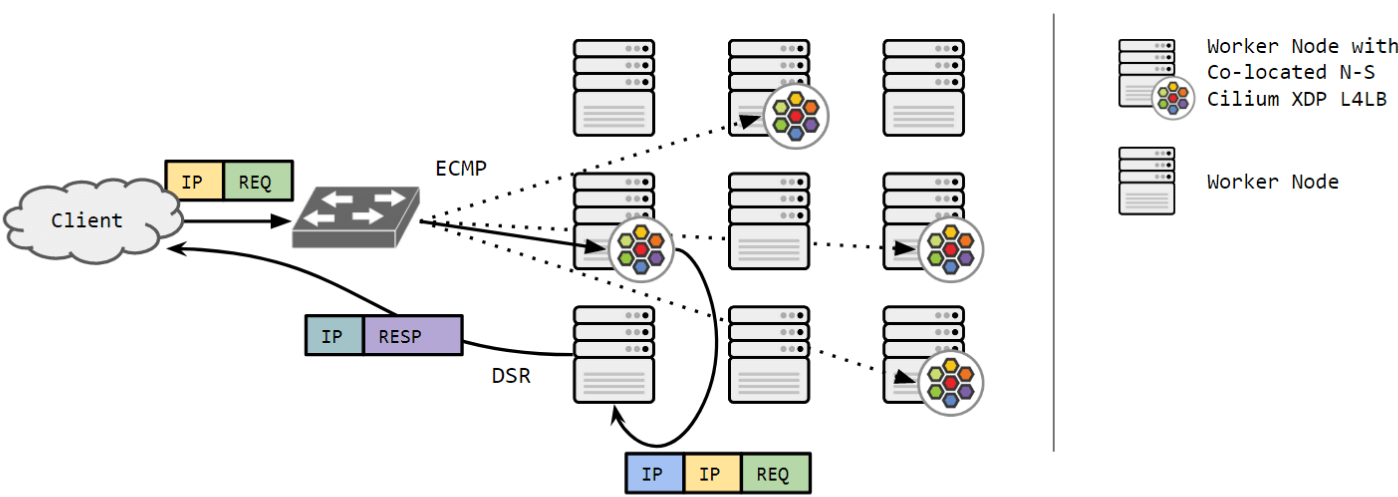 Worker Node with
Co-located N-S
Cilium XDP L4LB
ECMP
IP REQ
Worker Node
Client
IP RESP
DSR
IP IP REQ